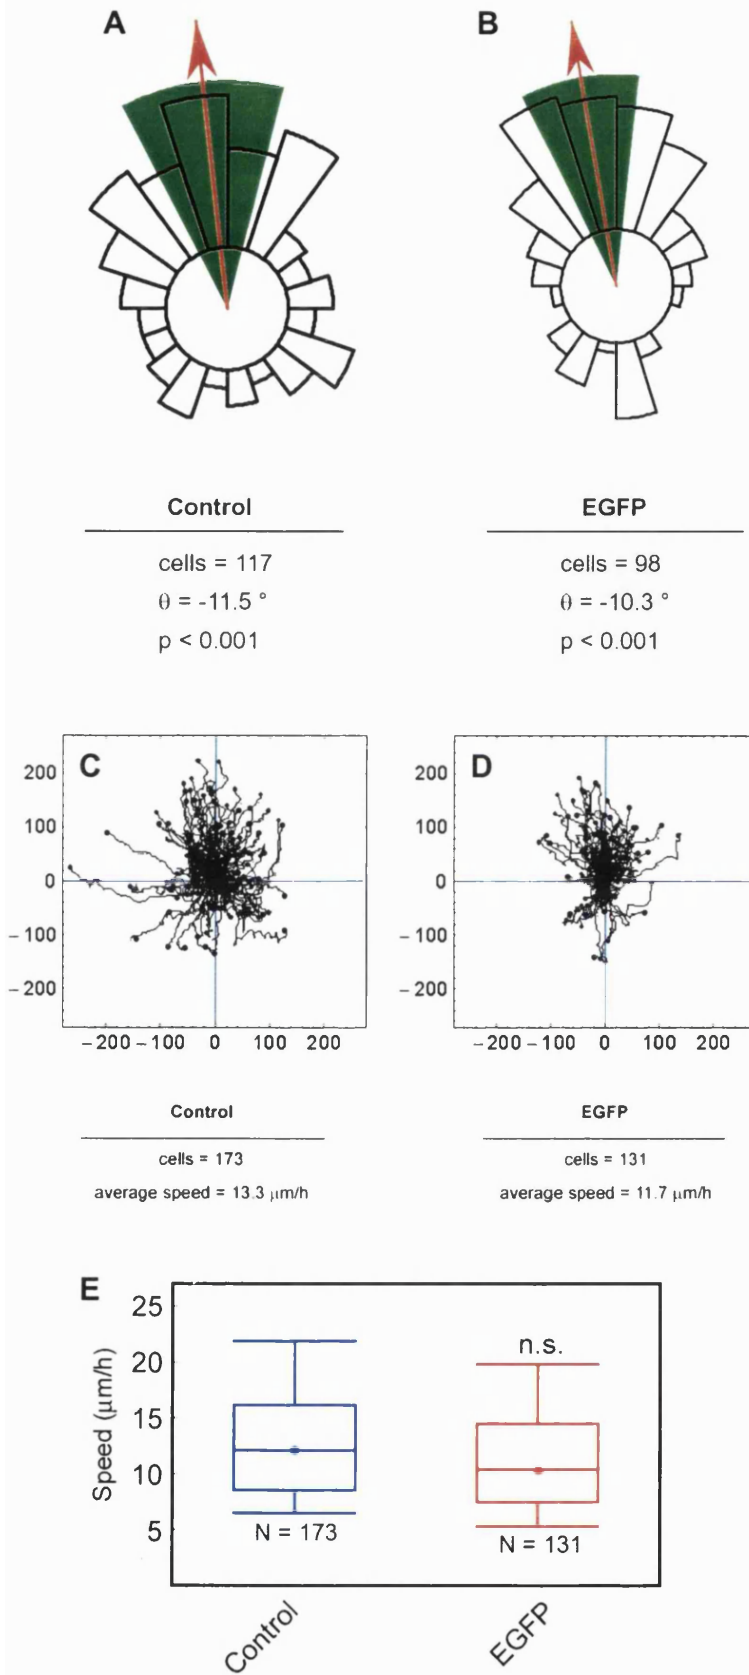 A B
Control EGFP
cells = 117 cells = 98
θ = -11.5 ° θ = -10.3 °
p < 0.001 p < 0.001
C D
200 200
100 100
0 0
– 100 – 100
– 200 – 200
– 200 – 100 0 100 200 – 200 – 100 0 100 200
Control EGFP
cells = 173 cells = 131
average speed = 13.3 μm/h average speed = 11.7 μm/h
E
25
n.s.
20
Speed (μm/h)
15
10
5
N = 173 N = 131
Control EGFP